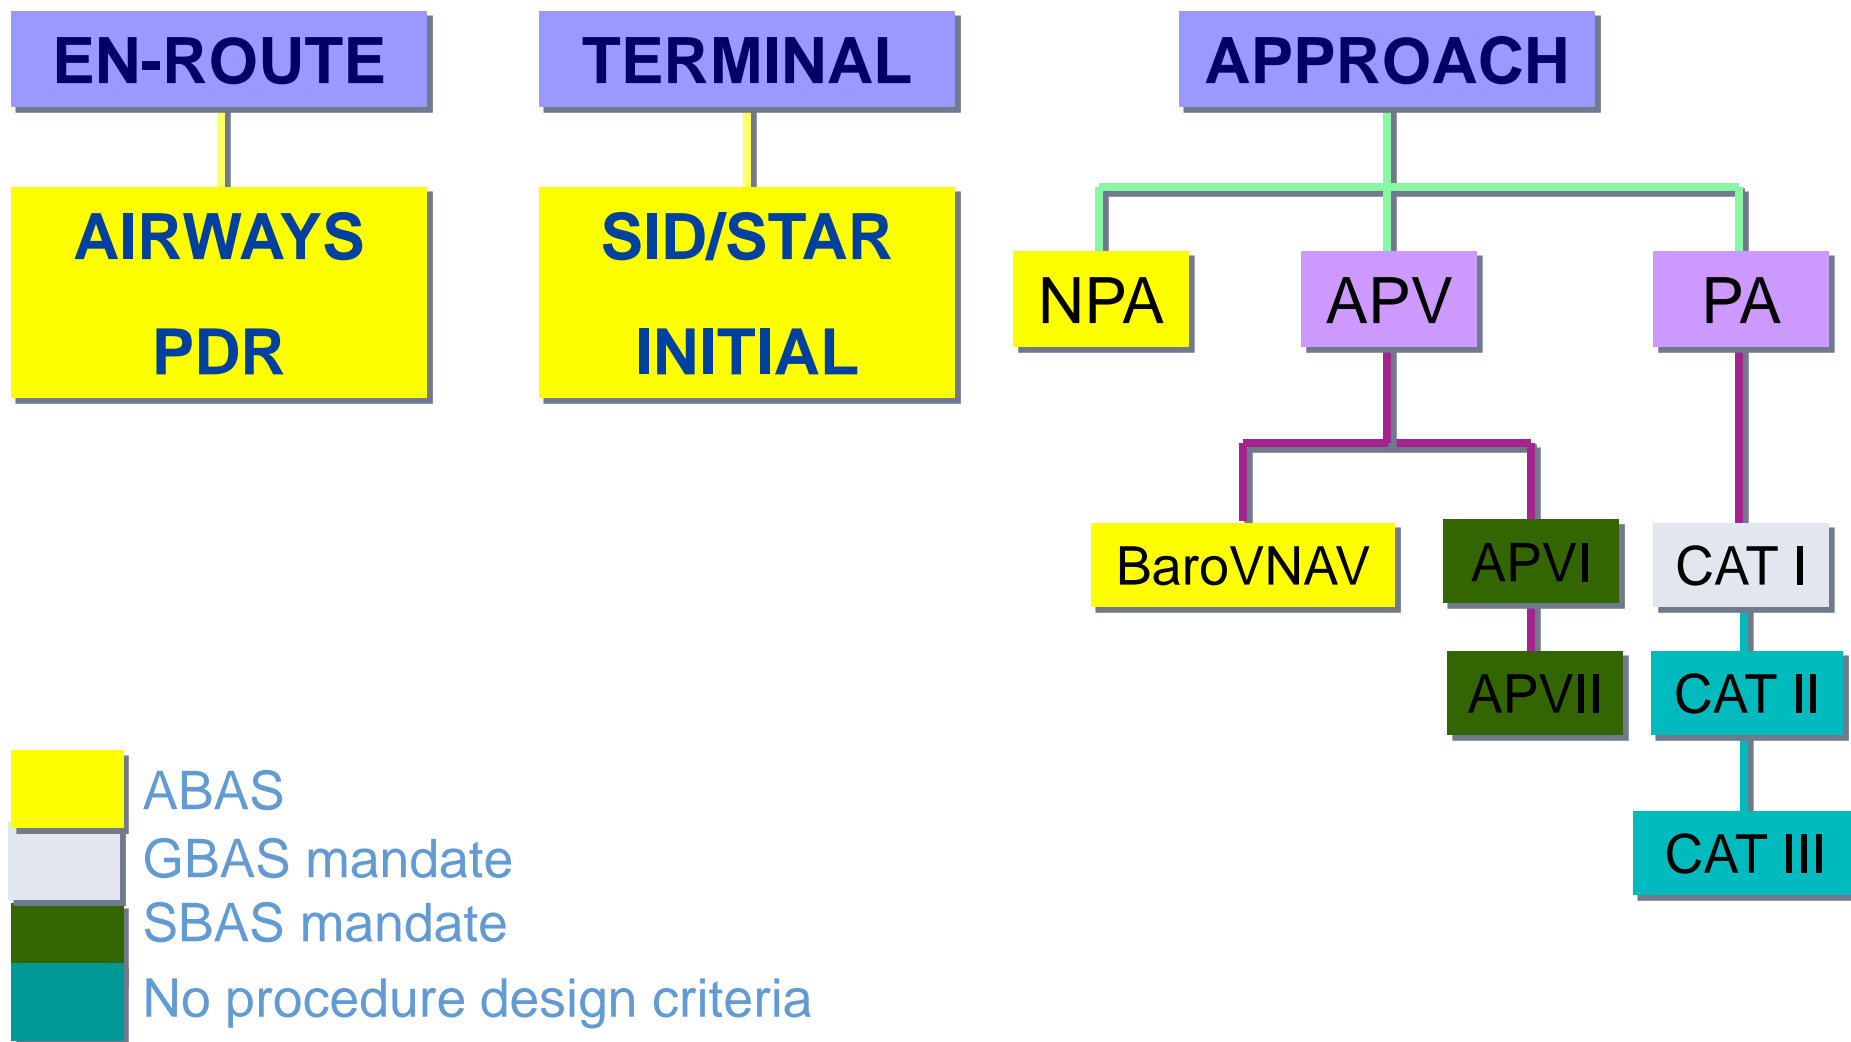 EN-ROUTE
TERMINAL
APPROACH
AIRWAYS
PDR
SID/STAR
INITIAL
NPA
APV
PA
BaroVNAV
APVI
CAT I
APVII
CAT II
CAT III
ABAS
GBAS mandate
SBAS mandate
No procedure design criteria